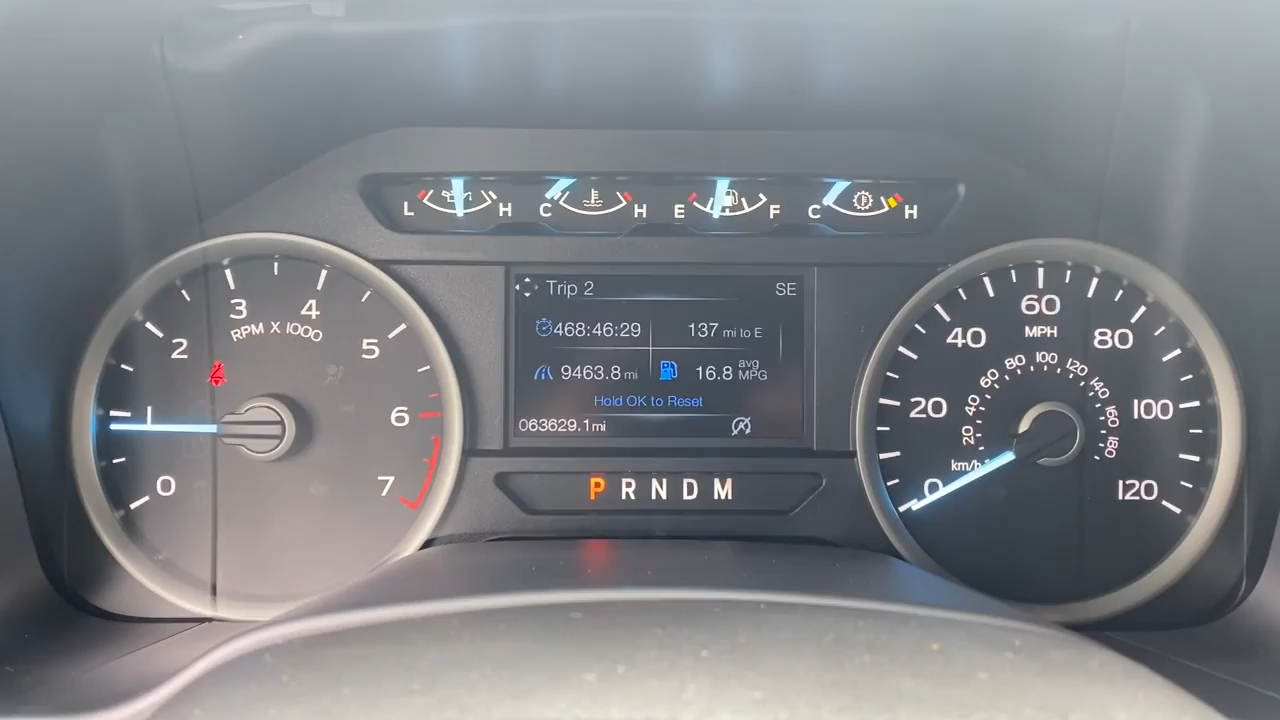 L H C H E F C H
Trip 2 SE
468:46:29 137 mi to E
9463.8 mi 16.8 avg MPG
Hold OK to Reset
063629.1 mi
P R N D M
0 1 2 3 4 5 6 7
RPM X 1000
0 20 40 60 80 100 120
MPH
20 40 60 80 100 120 140 160 180
km/h